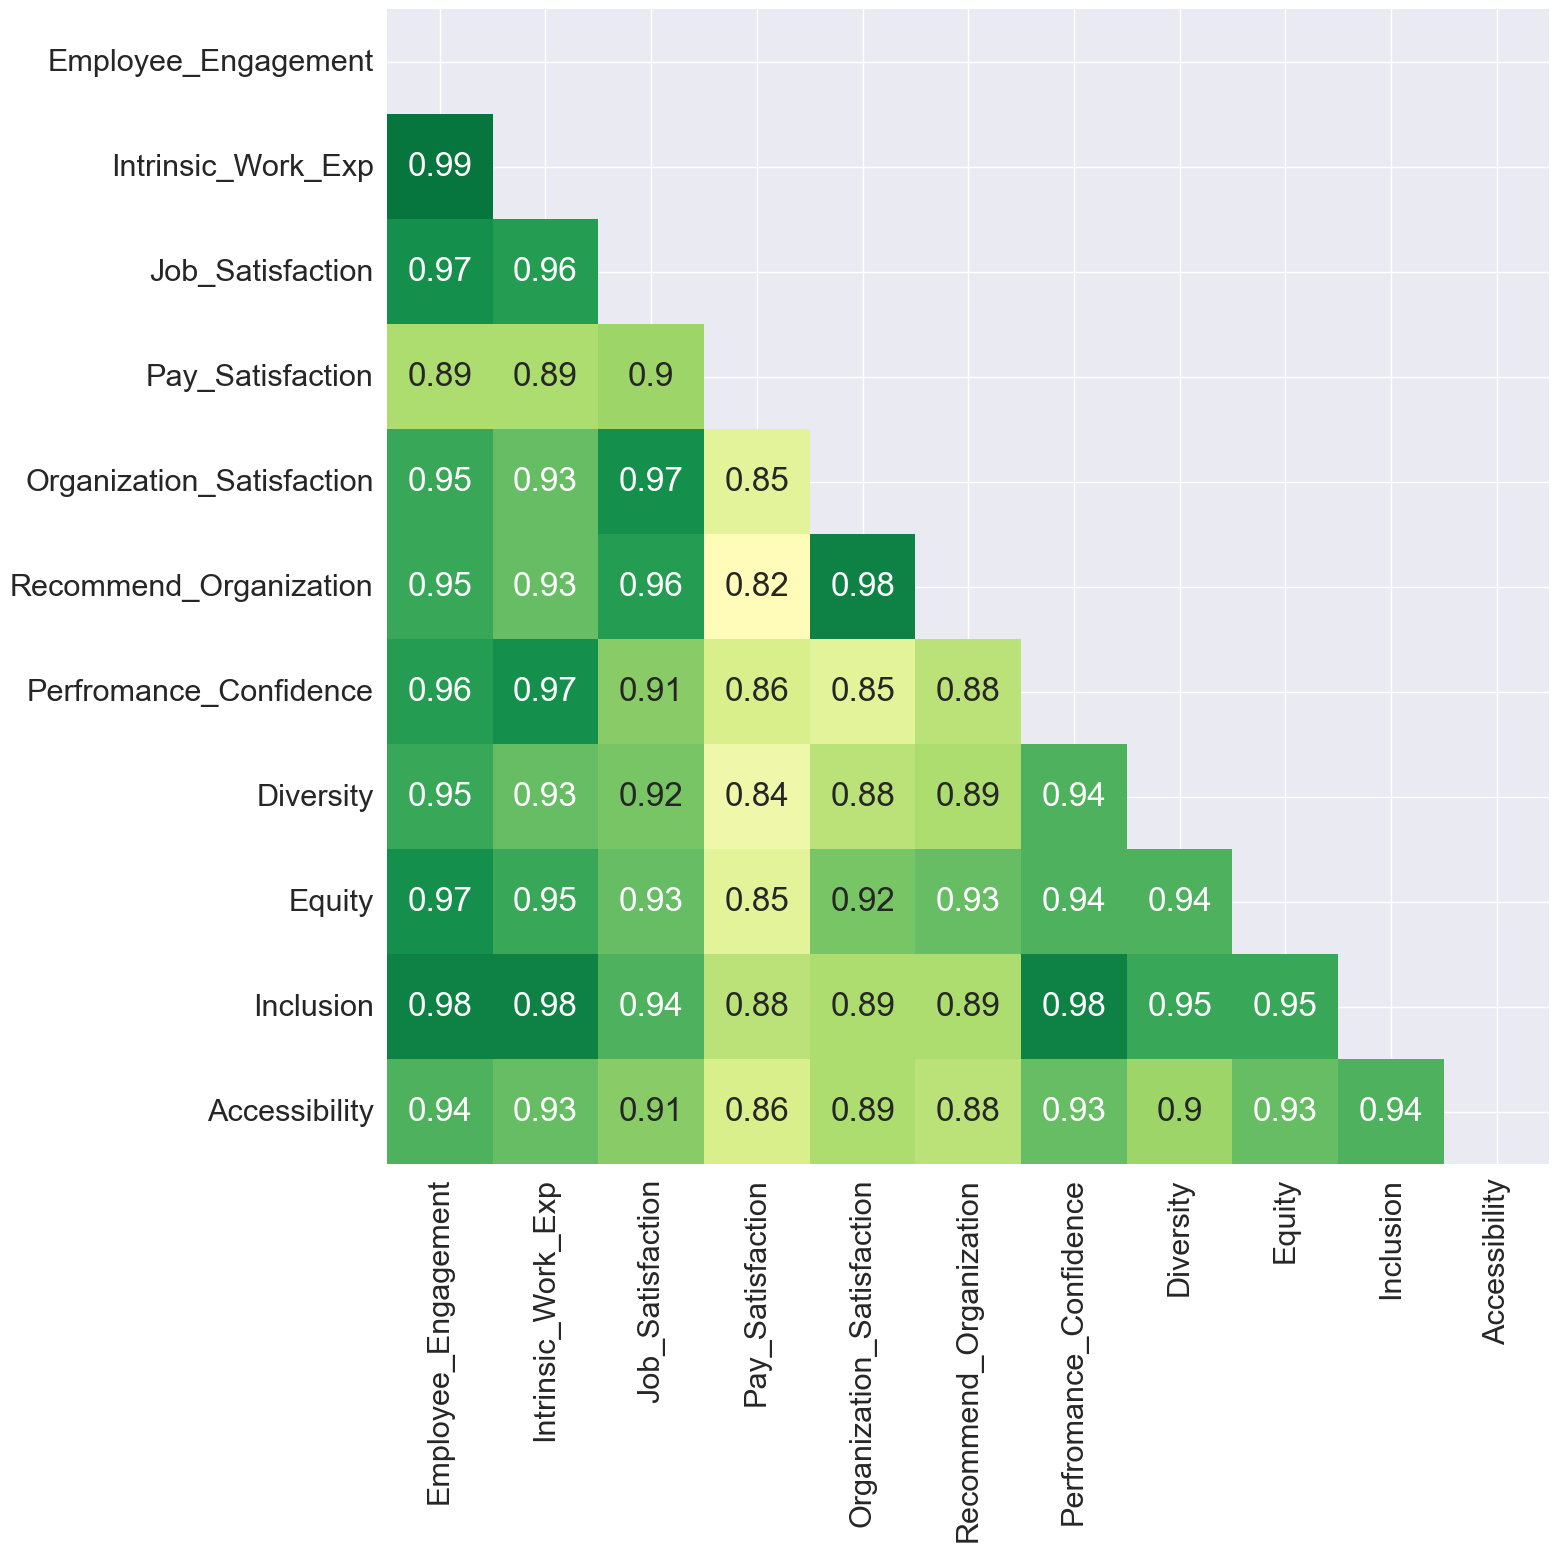 Employee_Engagement
Intrinsic_Work_Exp 0.99
Job_Satisfaction 0.97 0.96
Pay_Satisfaction 0.89 0.89 0.9
Organization_Satisfaction 0.95 0.93 0.97 0.85
Recommend_Organization 0.95 0.93 0.96 0.82 0.98
Perfromance_Confidence 0.96 0.97 0.91 0.86 0.85 0.88
Diversity 0.95 0.93 0.92 0.84 0.88 0.89 0.94
Equity 0.97 0.95 0.93 0.85 0.92 0.93 0.94 0.94
Inclusion 0.98 0.98 0.94 0.88 0.89 0.89 0.98 0.95 0.95
Accessibility 0.94 0.93 0.91 0.86 0.89 0.88 0.93 0.9 0.93 0.94
Employee_Engagement
Intrinsic_Work_Exp
Job_Satisfaction
Pay_Satisfaction
Organization_Satisfaction
Recommend_Organization
Perfromance_Confidence
Diversity
Equity
Inclusion
Accessibility